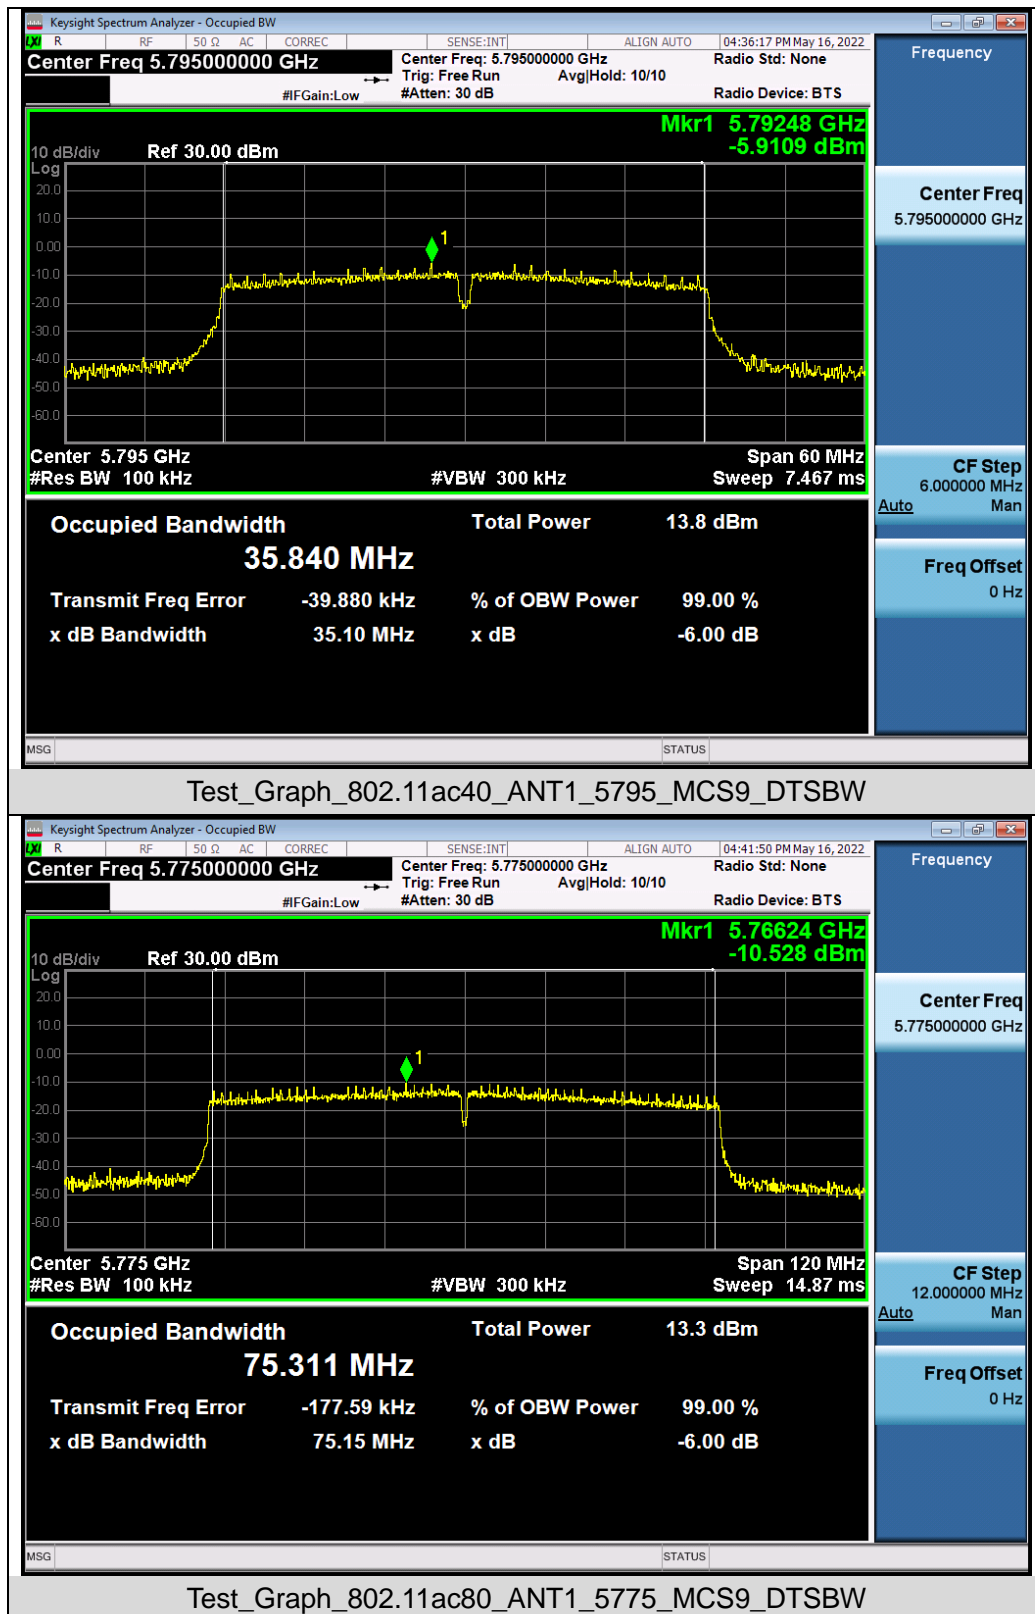 Keysight Spectrum Analyzer - Occupied BW
LXI R RF 50 Ω AC CORREC SENSE:INT ALIGN AUTO 04:36:17 PM May 16, 2022
Center Freq 5.795000000 GHz
Center Freq: 5.795000000 GHz
Radio Std: None
Trig: Free Run Avg|Hold: 10/10
#IFGain:Low
#Atten: 30 dB
Radio Device: BTS
Frequency
Mkr1 5.79248 GHz
-5.9109 dBm
10 dB/div Ref 30.00 dBm
Log
20.0
10.0
0.00
-10.0
-20.0
-30.0
-40.0
-50.0
-60.0
1
Center 5.795 GHz
Span 60 MHz
#Res BW 100 kHz
#VBW 300 kHz
Sweep 7.467 ms
Center Freq
5.795000000 GHz
CF Step
6.000000 MHz
Auto Man
Freq Offset
0 Hz
Occupied Bandwidth
Total Power 13.8 dBm
35.840 MHz
Transmit Freq Error -39.880 kHz
% of OBW Power 99.00 %
x dB Bandwidth 35.10 MHz
x dB -6.00 dB
MSG
STATUS
Test_Graph_802.11ac40_ANT1_5795_MCS9_DTSBW
Keysight Spectrum Analyzer - Occupied BW
LXI R RF 50 Ω AC CORREC SENSE:INT ALIGN AUTO 04:41:50 PM May 16, 2022
Center Freq 5.775000000 GHz
Center Freq: 5.775000000 GHz
Radio Std: None
Trig: Free Run Avg|Hold: 10/10
#IFGain:Low
#Atten: 30 dB
Radio Device: BTS
Frequency
Mkr1 5.76624 GHz
-10.528 dBm
10 dB/div Ref 30.00 dBm
Log
20.0
10.0
0.00
-10.0
-20.0
-30.0
-40.0
-50.0
-60.0
1
Center 5.775 GHz
Span 120 MHz
#Res BW 100 kHz
#VBW 300 kHz
Sweep 14.87 ms
Center Freq
5.775000000 GHz
CF Step
12.000000 MHz
Auto Man
Freq Offset
0 Hz
Occupied Bandwidth
Total Power 13.3 dBm
75.311 MHz
Transmit Freq Error -177.59 kHz
% of OBW Power 99.00 %
x dB Bandwidth 75.15 MHz
x dB -6.00 dB
MSG
STATUS
Test_Graph_802.11ac80_ANT1_5775_MCS9_DTSBW